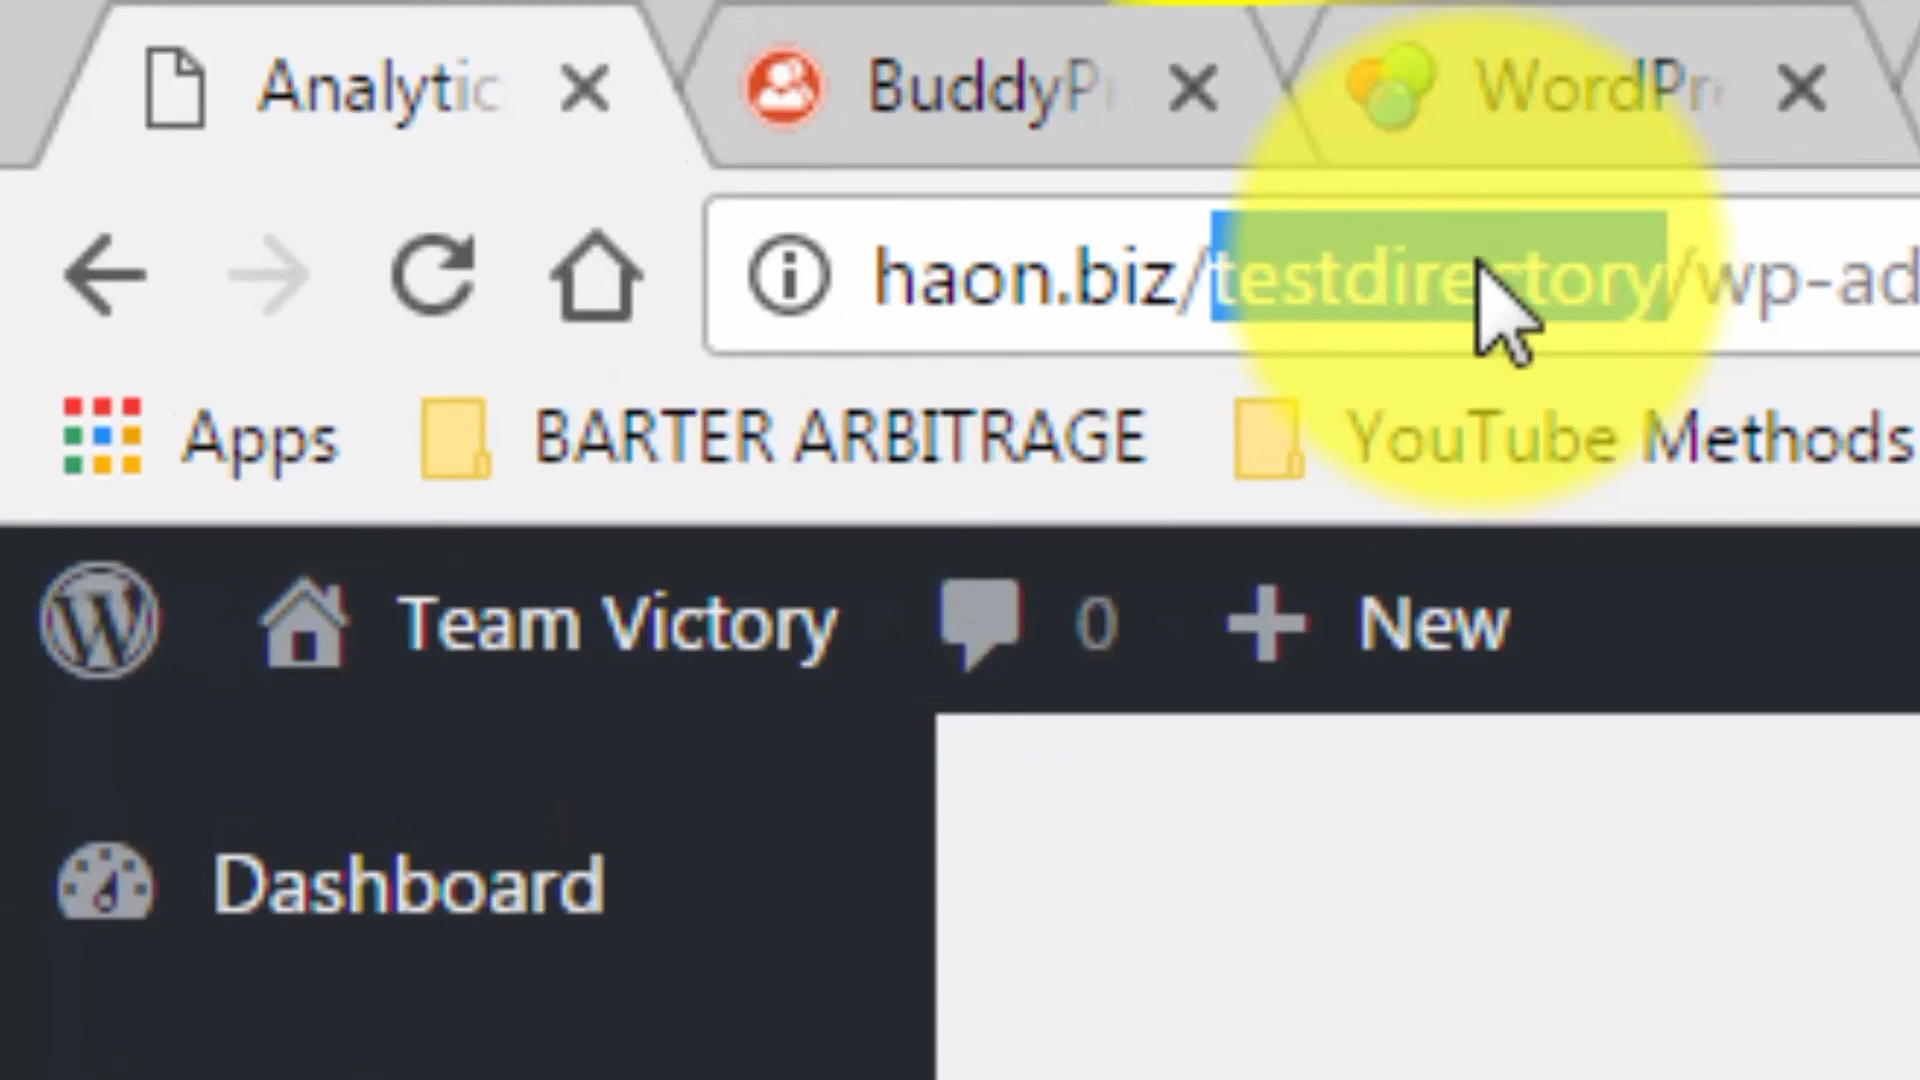 Analytic BuddyP WordPr
haon.biz/testdirectory/wp-ad
Apps BARTER ARBITRAGE YouTube Methods
Team Victory 0 New
Dashboard